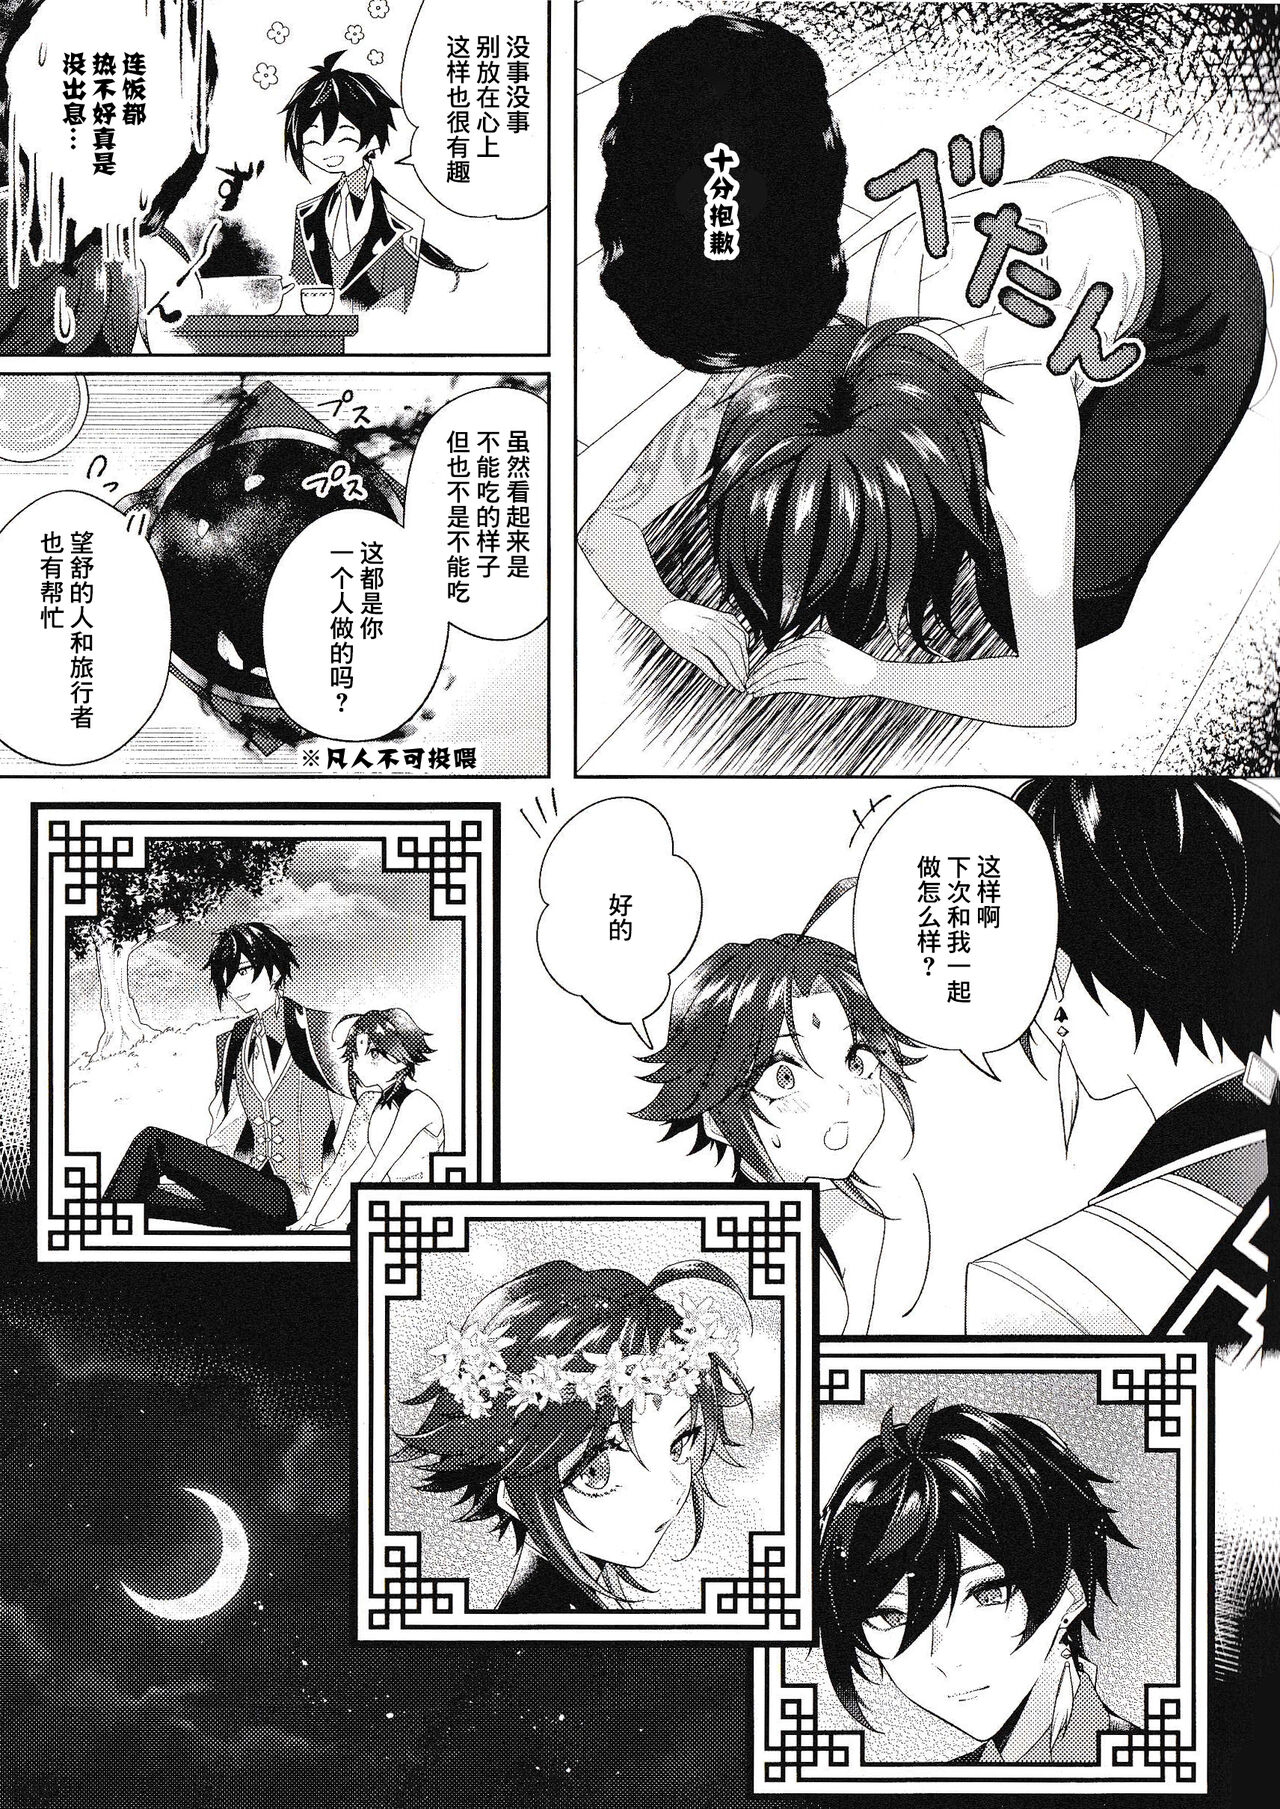 十分抱歉
ぶたん
没事没事
别放在心上
这样也很有趣
连饭都
热不好真是
没出息…
虽然看起来是
不能吃的样子
但也不是不能吃
プス
プス
这都是你
一个人做的吗?
望舒的人和旅行者
也有帮忙
※凡人不可投喂
这样啊
下次和我一起
做怎么样?
好的